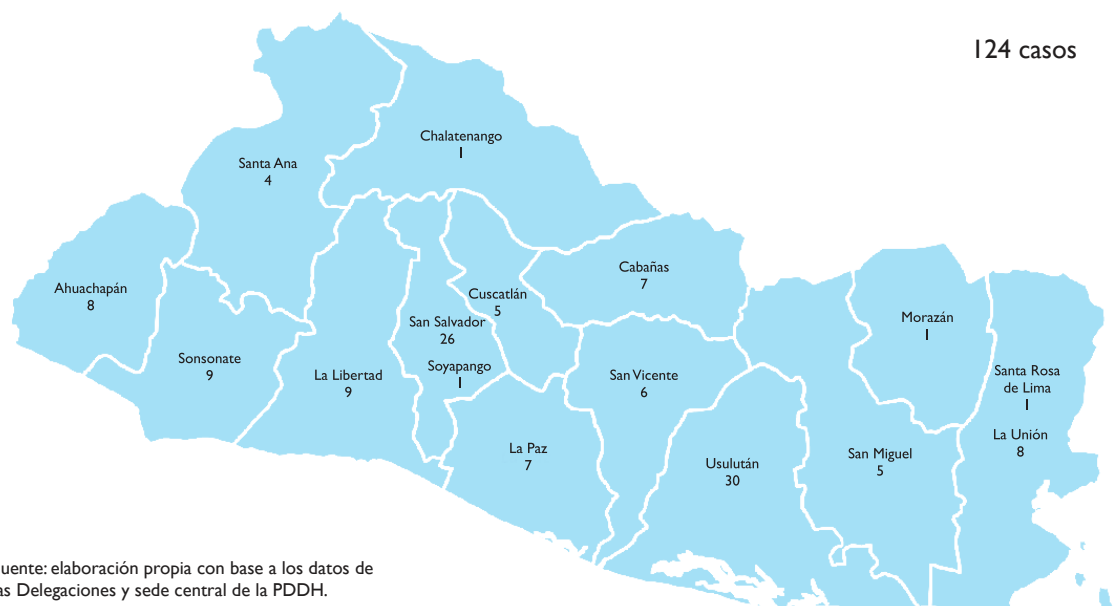 124 casos
Chalatenango
1
Santa Ana
4
Cabañas
7
Ahuachapán
8
Cuscatlán
5
San Salvador
26
Morazán
1
Sonsonate
9
La Libertad
9
Soyapango
1
San Vicente
6
Santa Rosa
de Lima
1
La Unión
8
La Paz
7
Usulután
30
San Miguel
5
uente: elaboración propia con base a los datos de
as Delegaciones y sede central de la PDDH.